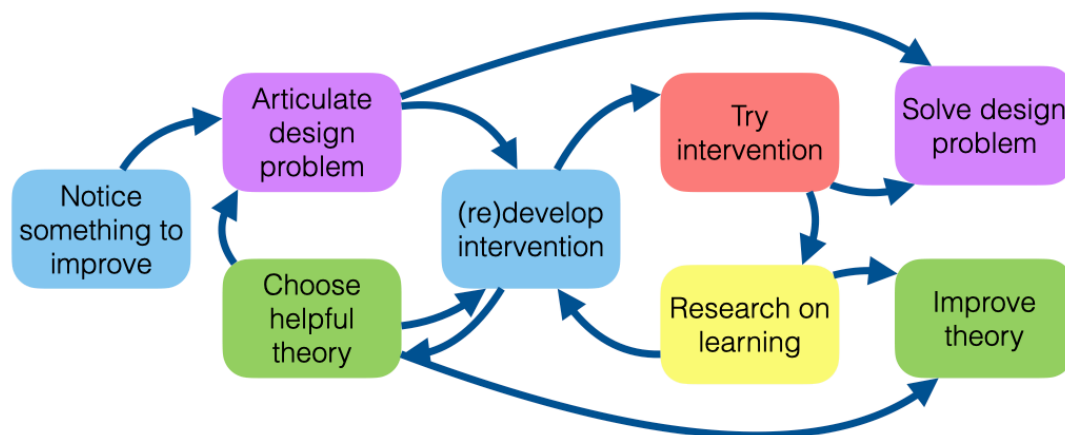 Notice
something to
improve
Articulate
design
problem
Choose
helpful
theory
(re)develop
intervention
Try
intervention
Research on
learning
Solve design
problem
Improve
theory